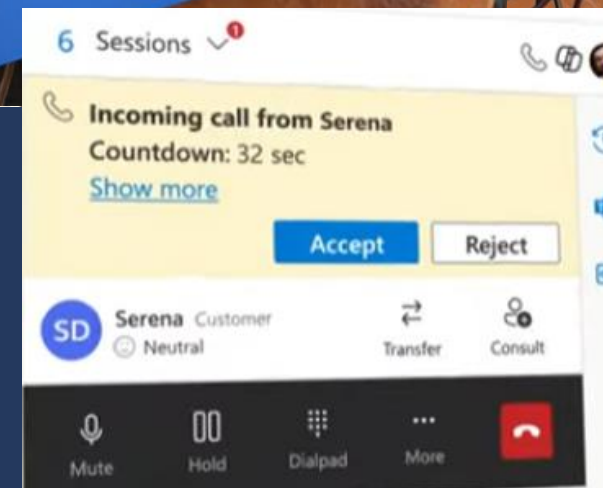 6 Sessions 1
Incoming call from Serena
Countdown: 32 sec
Show more
Accept Reject
SD Serena Customer
Neutral
Transfer Consult
Mute Hold Dialpad More